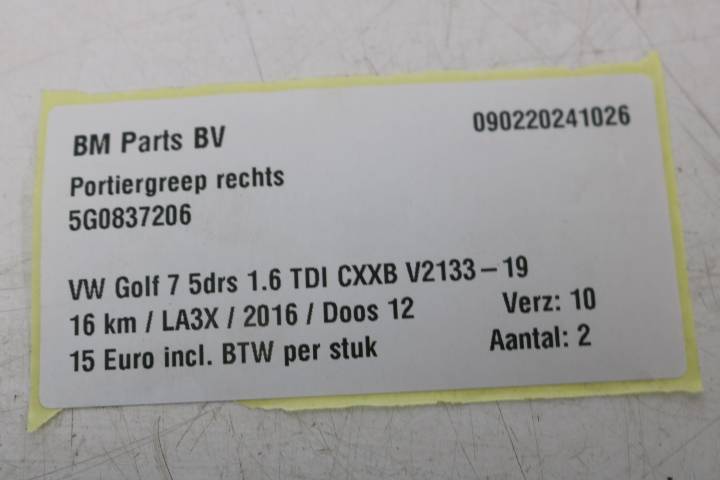 BM Parts BV 090220241026
Portiergreep rechts
5G0837206
VW Golf 7 5drs 1.6 TDI CXXB V2133-19
16 km / LA3X / 2016 / Doos 12 Verz: 10
15 Euro incl. BTW per stuk Aantal: 2